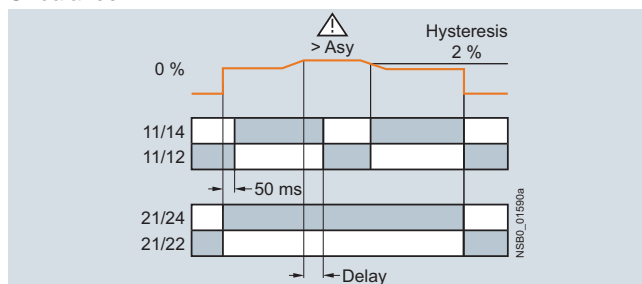 > Asy
Hysteresis
2 %
0 %
11/14
11/12
50 ms
21/24
21/22
Delay
NSB0_01590a